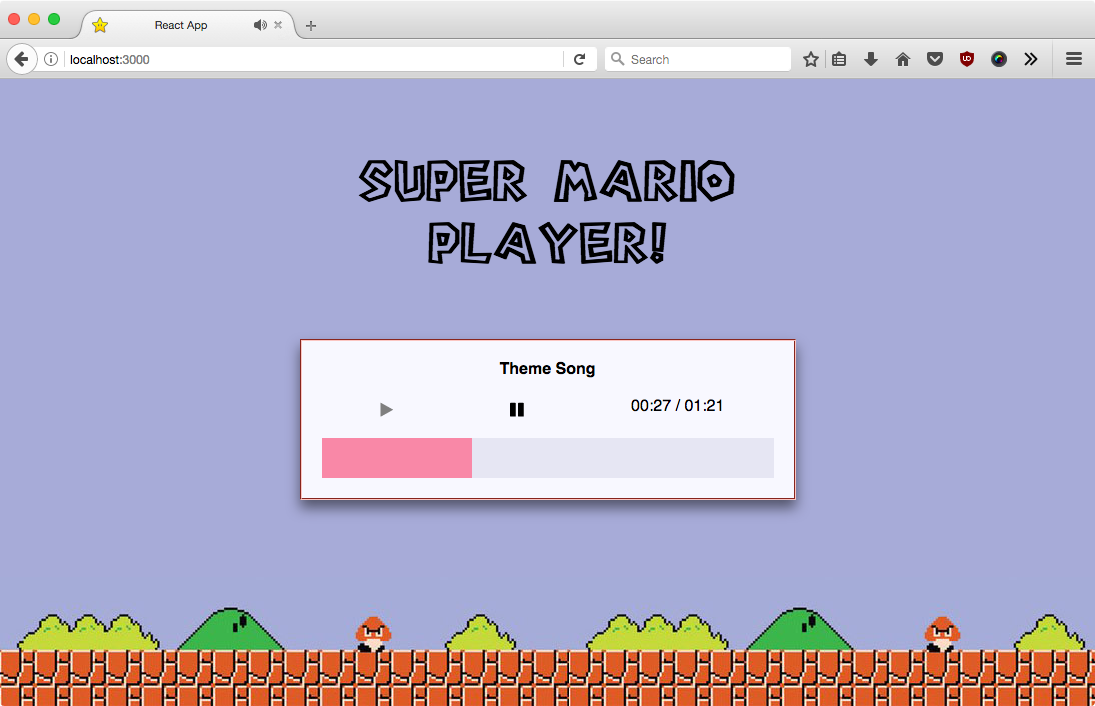 React App
localhost:3000
Search
SUPER MARIO
PLAYER!
Theme Song
00:27 / 01:21